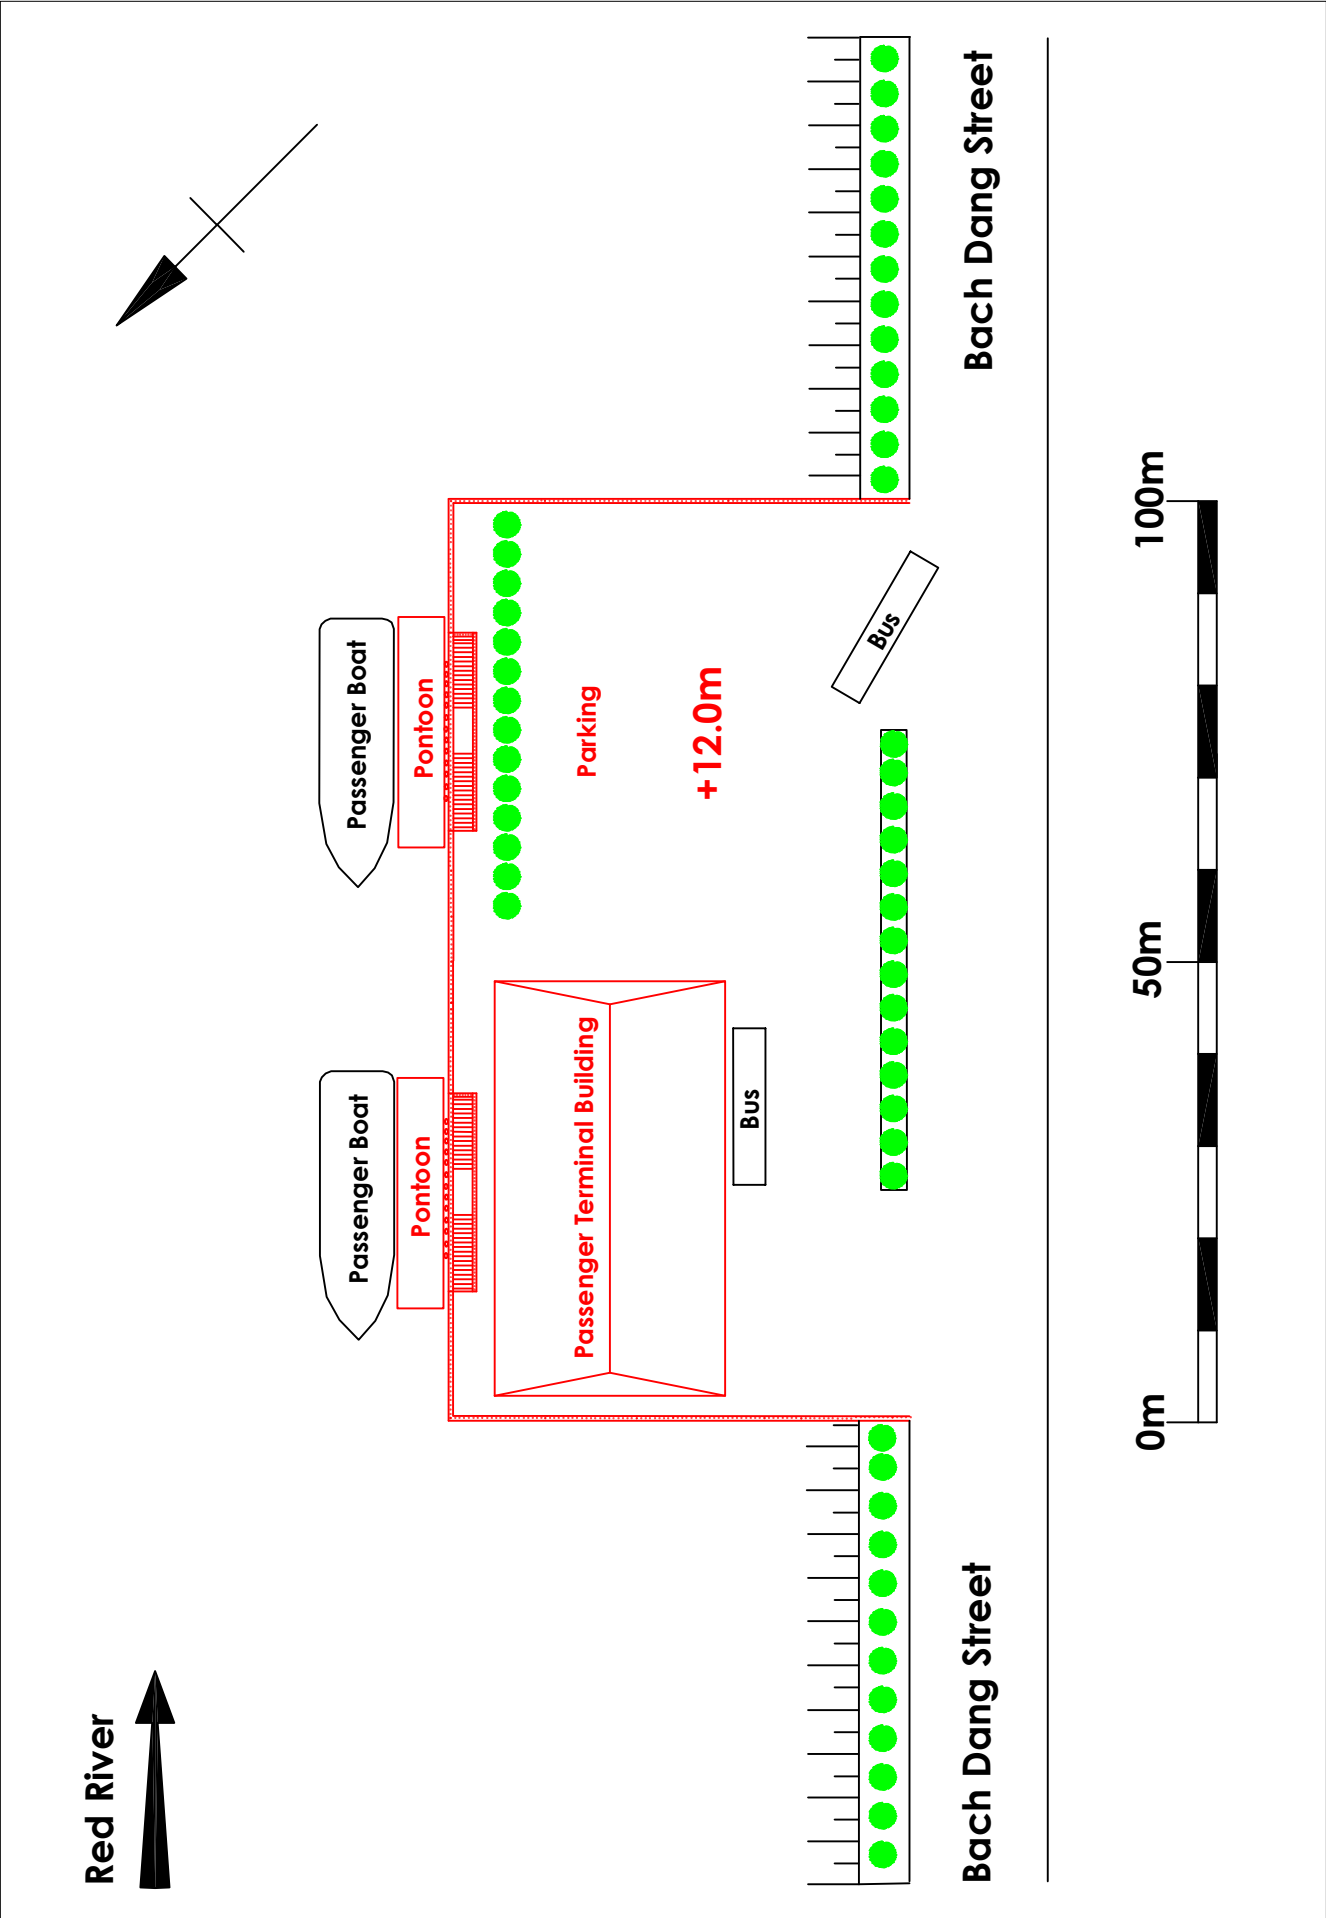 Red River
Passenger Boat
Passenger Boat
Pontoon
Pontoon
Passenger Terminal Building
Parking
+12.0m
Bus
Bus
Bach Dang Street
Bach Dang Street
0m
50m
100m